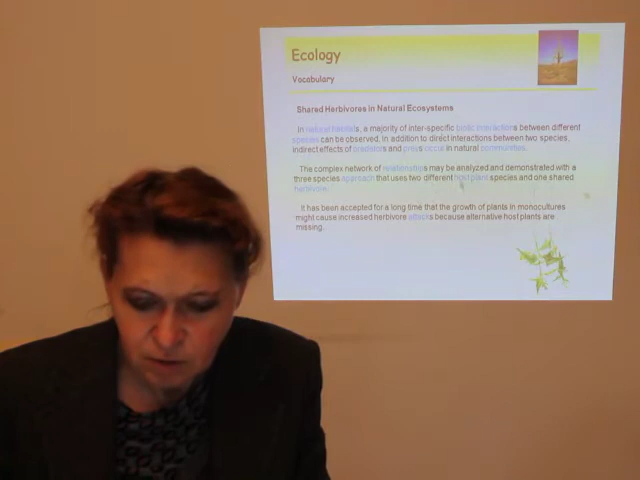 Ecology
Vocabulary
Shared Herbivores in Natural Ecosystems
In natural habitats, a majority of inter-specific biotic interactions between different
species can be observed, in addition to direct interactions between two species,
indirect effects of predators and preys occur in natural communities.
The complex network of relationships may be analyzed and demonstrated with a
three species approach that uses two different host plant species and one shared
herbivore.
It has been accepted for a long time that the growth of plants in monocultures
might cause increased herbivore attacks because alternative host plants are
missing.